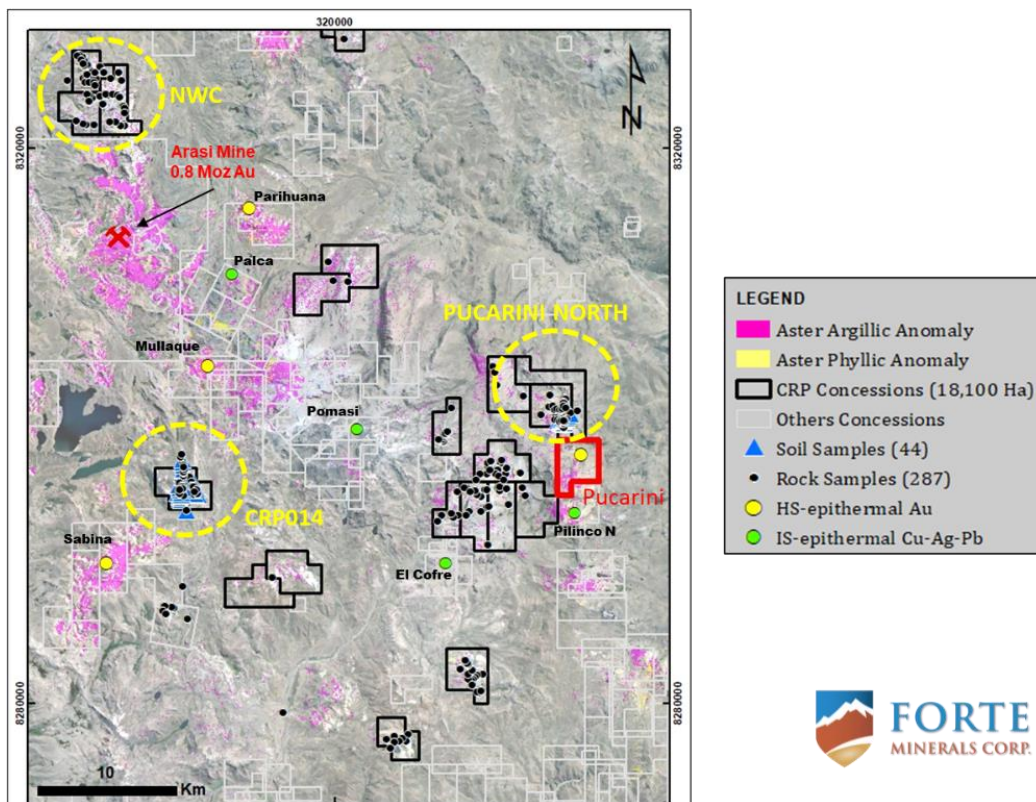 320000
NWC
N
8320000
8320000
Arasi Mine
0.8 Moz Au
Parihuana
Palca
PUCARINI NORTH
Mullaque
Pomasi
Pucarini
CRP014
Pilinco N
Sabina
El Cofre
8280000
8280000
10
Km
LEGEND
Aster Argillic Anomaly
Aster Phyllic Anomaly
CRP Concessions (18,100 Ha)
Others Concessions
Soil Samples (44)
Rock Samples (287)
HS-epithermal Au
IS-epithermal Cu-Ag-Pb
FORTE
MINERALS CORP.